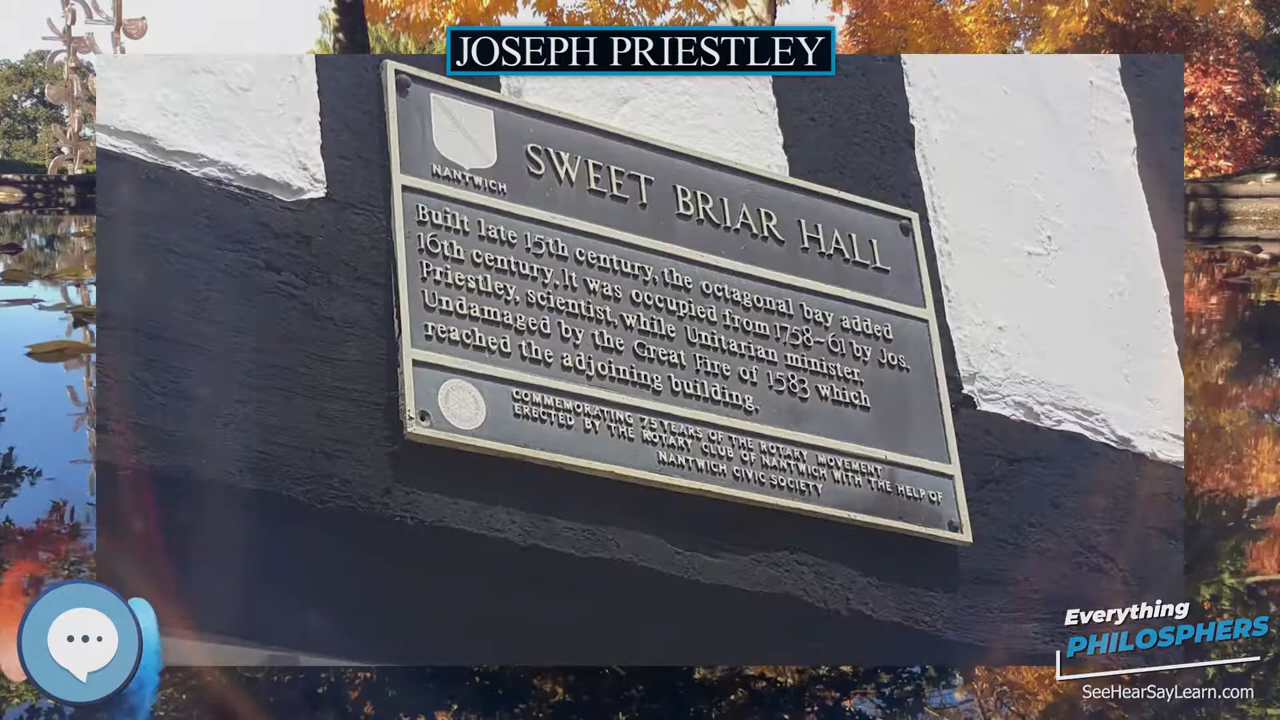 JOSEPH PRIESTLEY
NANTWICH
SWEET BRIAR HALL
Built late 15th century, the octagonal bay added
16th century. It was occupied from 1758-61 by Jos.
Priestley, scientist, while Unitarian minister.
Undamaged by the Great Fire of 1583 which
reached the adjoining building.
COMMEMORATING 75 YEARS OF THE ROTARY MOVEMENT
ERECTED BY THE ROTARY CLUB OF NANTWICH WITH THE HELP OF
NANTWICH CIVIC SOCIETY
Everything
PHILOSPHERS
SeeHearSayLearn.com